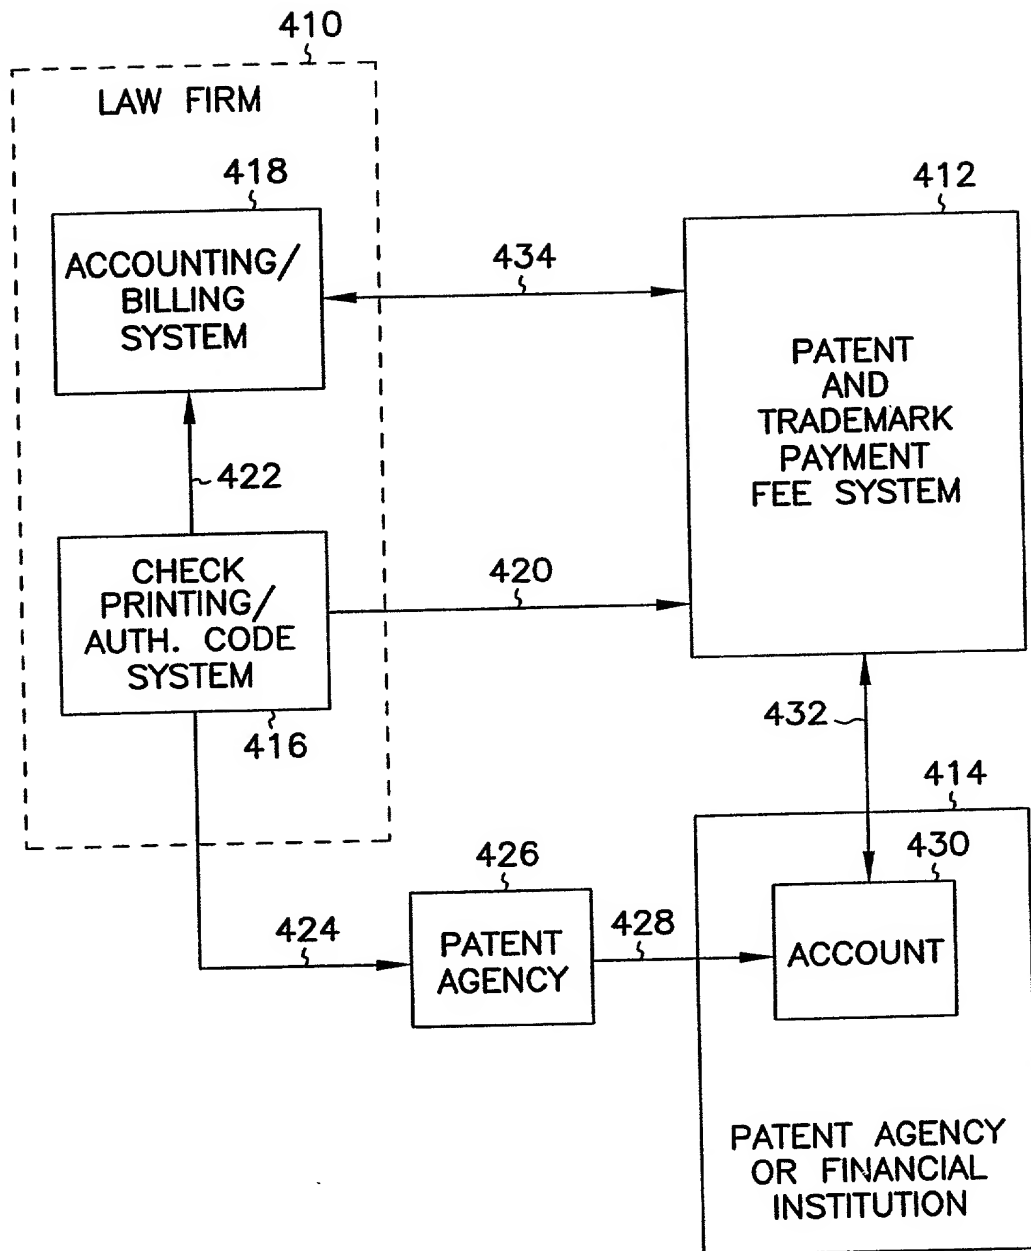 410
LAW FIRM
418
ACCOUNTING/
BILLING
SYSTEM
434
412
PATENT
AND
TRADEMARK
PAYMENT
FEE SYSTEM
422
CHECK
PRINTING/
AUTH. CODE
SYSTEM
416
420
432
414
430
ACCOUNT
426
PATENT
AGENCY
424
428
PATENT AGENCY
OR FINANCIAL
INSTITUTION